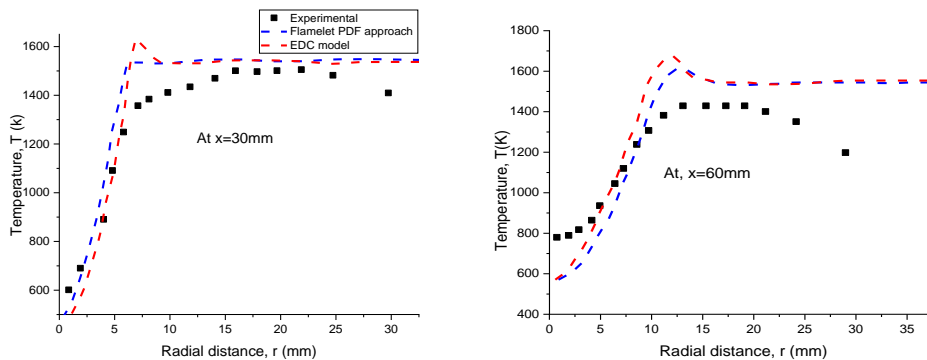 Experimental
Flamelet PDF approach
EDC model
1600
1400
1200
1000
800
600
0 5 10 15 20 25 30
Temperature, T (k)
Radial distance, r (mm)
At x=30mm
1800
1600
1400
1200
1000
800
600
400
0 5 10 15 20 25 30 35
Temperature, T(K)
Radial distance, r (mm)
At, x=60mm